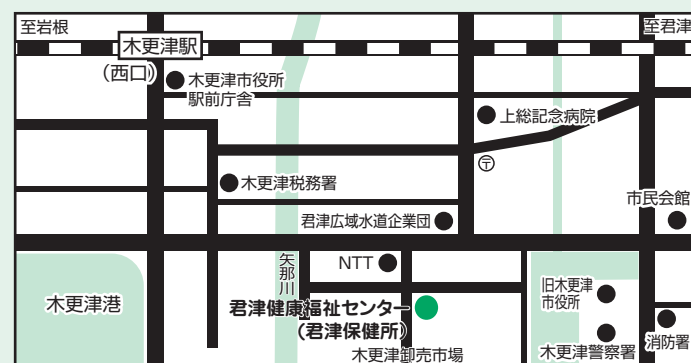 至岩根
至君津
木更津駅
(西口)
木更津市役所
駅前庁舎
上総記念病院
〒
木更津税務署
市民会館
君津広域水道企業団
矢那川
NTT
旧木更津
市役所
木更津港
君津健康福祉センター
(君津保健所)
消防署
木更津卸売市場
木更津警察署